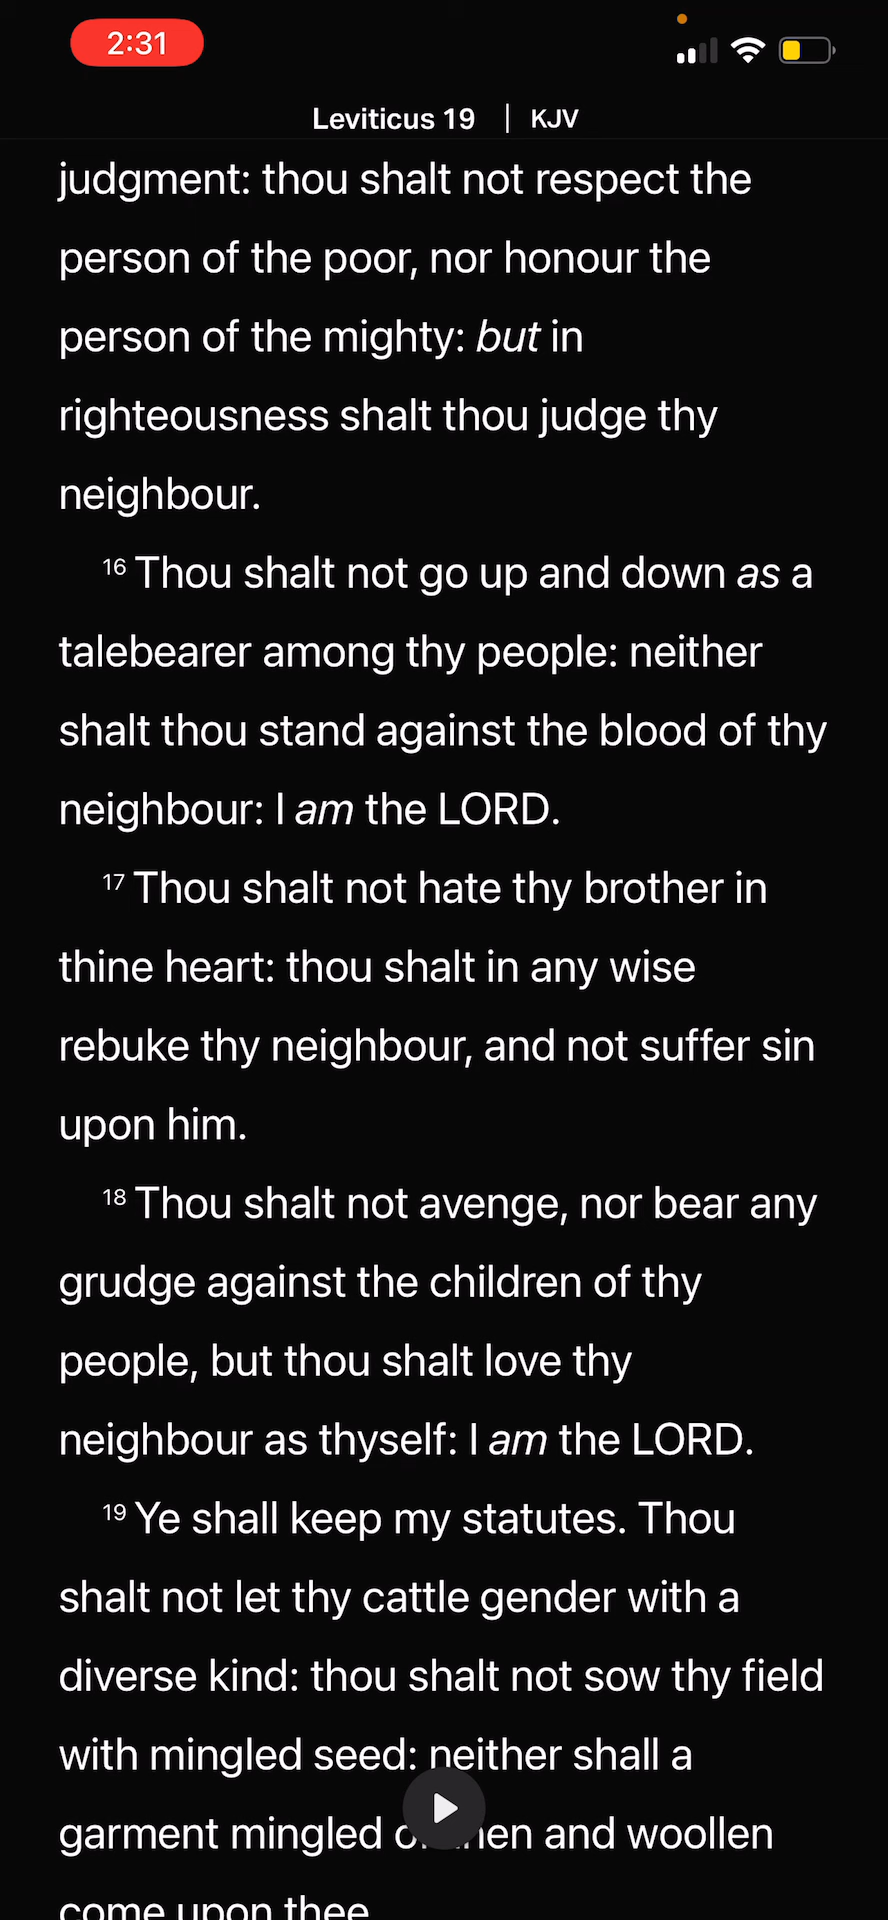 2:31
Leviticus 19 | KJV
judgment: thou shalt not respect the
person of the poor, nor honour the
person of the mighty: but in
righteousness shalt thou judge thy
neighbour.
16 Thou shalt not go up and down as a
talebearer among thy people: neither
shalt thou stand against the blood of thy
neighbour: I am the LORD.
17 Thou shalt not hate thy brother in
thine heart: thou shalt in any wise
rebuke thy neighbour, and not suffer sin
upon him.
18 Thou shalt not avenge, nor bear any
grudge against the children of thy
people, but thou shalt love thy
neighbour as thyself: I am the LORD.
19 Ye shall keep my statutes. Thou
shalt not let thy cattle gender with a
diverse kind: thou shalt not sow thy field
with mingled seed: neither shall a
garment mingled and woollen
come upon thee